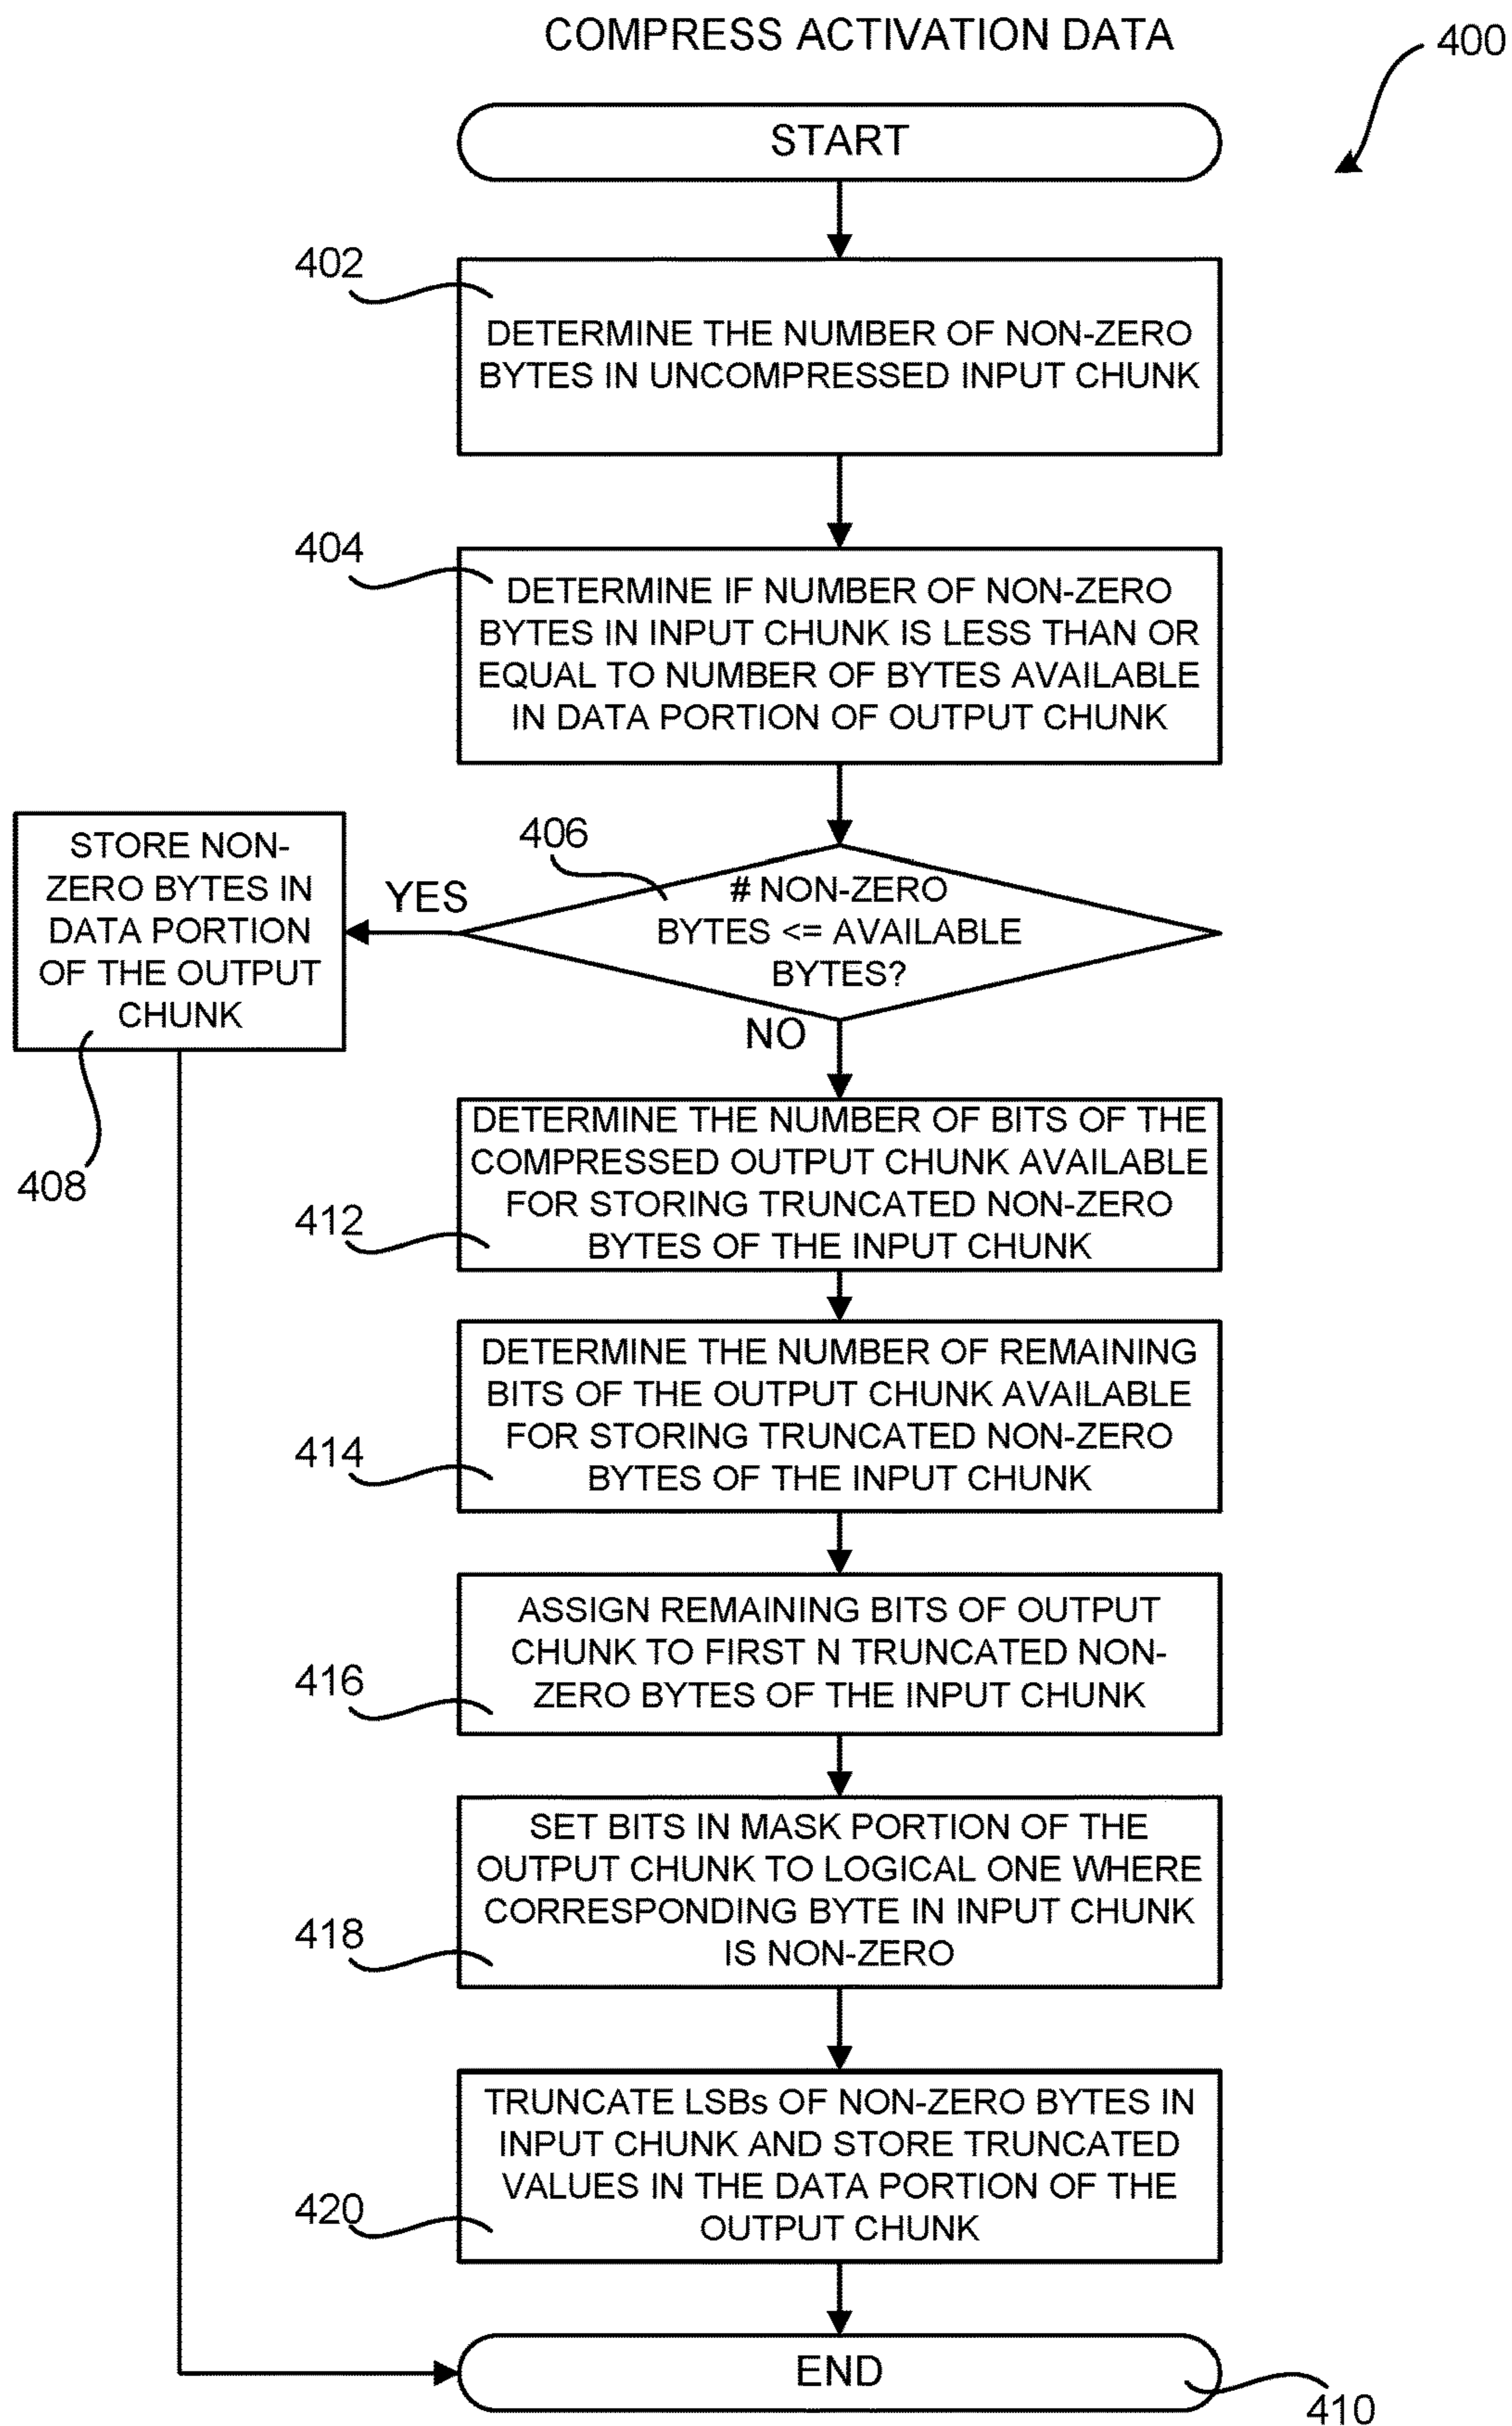 COMPRESS ACTIVATION DATA
400
START
402
DETERMINE THE NUMBER OF NON-ZERO
BYTES IN UNCOMPRESSED INPUT CHUNK
404
DETERMINE IF NUMBER OF NON-ZERO
BYTES IN INPUT CHUNK IS LESS THAN OR
EQUAL TO NUMBER OF BYTES AVAILABLE
IN DATA PORTION OF OUTPUT CHUNK
406
# NON-ZERO
BYTES <= AVAILABLE
BYTES?
YES
STORE NON-
ZERO BYTES IN
DATA PORTION
OF THE OUTPUT
CHUNK
408
NO
DETERMINE THE NUMBER OF BITS OF THE
COMPRESSED OUTPUT CHUNK AVAILABLE
FOR STORING TRUNCATED NON-ZERO
BYTES OF THE INPUT CHUNK
412
DETERMINE THE NUMBER OF REMAINING
BITS OF THE OUTPUT CHUNK AVAILABLE
FOR STORING TRUNCATED NON-ZERO
BYTES OF THE INPUT CHUNK
414
ASSIGN REMAINING BITS OF OUTPUT
CHUNK TO FIRST N TRUNCATED NON-
ZERO BYTES OF THE INPUT CHUNK
416
SET BITS IN MASK PORTION OF THE
OUTPUT CHUNK TO LOGICAL ONE WHERE
CORRESPONDING BYTE IN INPUT CHUNK
IS NON-ZERO
418
TRUNCATE LSBs OF NON-ZERO BYTES IN
INPUT CHUNK AND STORE TRUNCATED
VALUES IN THE DATA PORTION OF THE
OUTPUT CHUNK
420
END
410